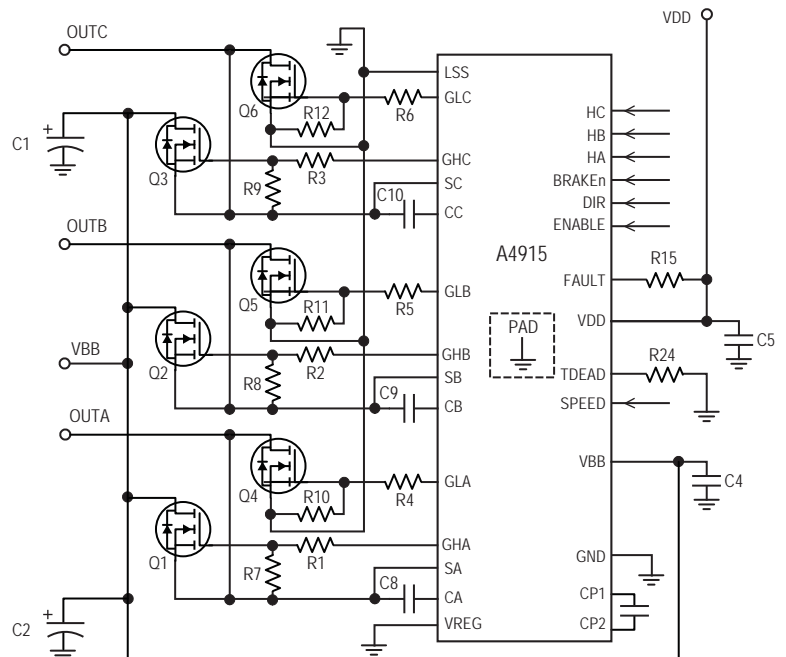 OUTC
VDD
LSS
Q6
GLC
R12
R6
HC
C1
+
HB
GHC
HA
Q3
R9
R3
SC
BRAKEn
C10
CC
DIR
ENABLE
OUTB
A4915
R15
FAULT
GLB
Q5
R11
R5
VDD
PAD
C5
VBB
GHB
Q2
R8
R2
SB
TDEAD
R24
C9
CB
SPEED
OUTA
VBB
GLA
C4
Q4
R10
R4
GHA
GND
Q1
R7
R1
SA
C8
CP1
CA
C2
+
VREG
CP2